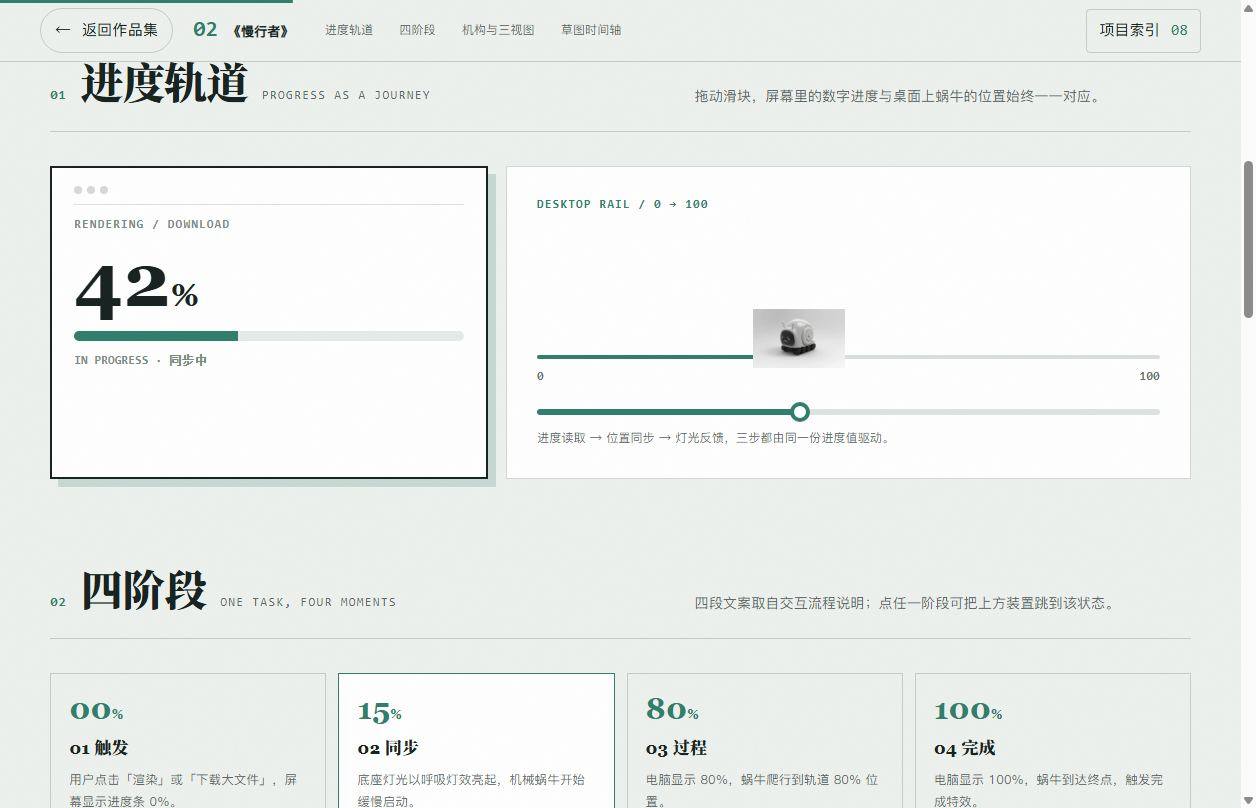 ← 返回作品集
02 《慢行者》
进度轨道
四阶段
机构与三视图
草图时间轴
项目索引 08
01 进度轨道 PROGRESS AS A JOURNEY
拖动滑块，屏幕里的数字进度与桌面上蜗牛的位置始终一一对应。
RENDERING / DOWNLOAD
42%
IN PROGRESS · 同步中
DESKTOP RAIL / 0 → 100
0
100
进度读取 → 位置同步 → 灯光反馈，三步都由同一份进度值驱动。
02 四阶段 ONE TASK, FOUR MOMENTS
四段文案取自交互流程说明；点任一阶段可把上方装置跳到该状态。
00%
01 触发
用户点击「渲染」或「下载大文件」，屏
幕显示进度条 0%。
15%
02 同步
底座灯光以呼吸灯效亮起，机械蜗牛开始
缓慢启动。
80%
03 过程
电脑显示 80%，蜗牛爬行到轨道 80% 位
置。
100%
04 完成
电脑显示 100%，蜗牛到达终点，触发完
成特效。